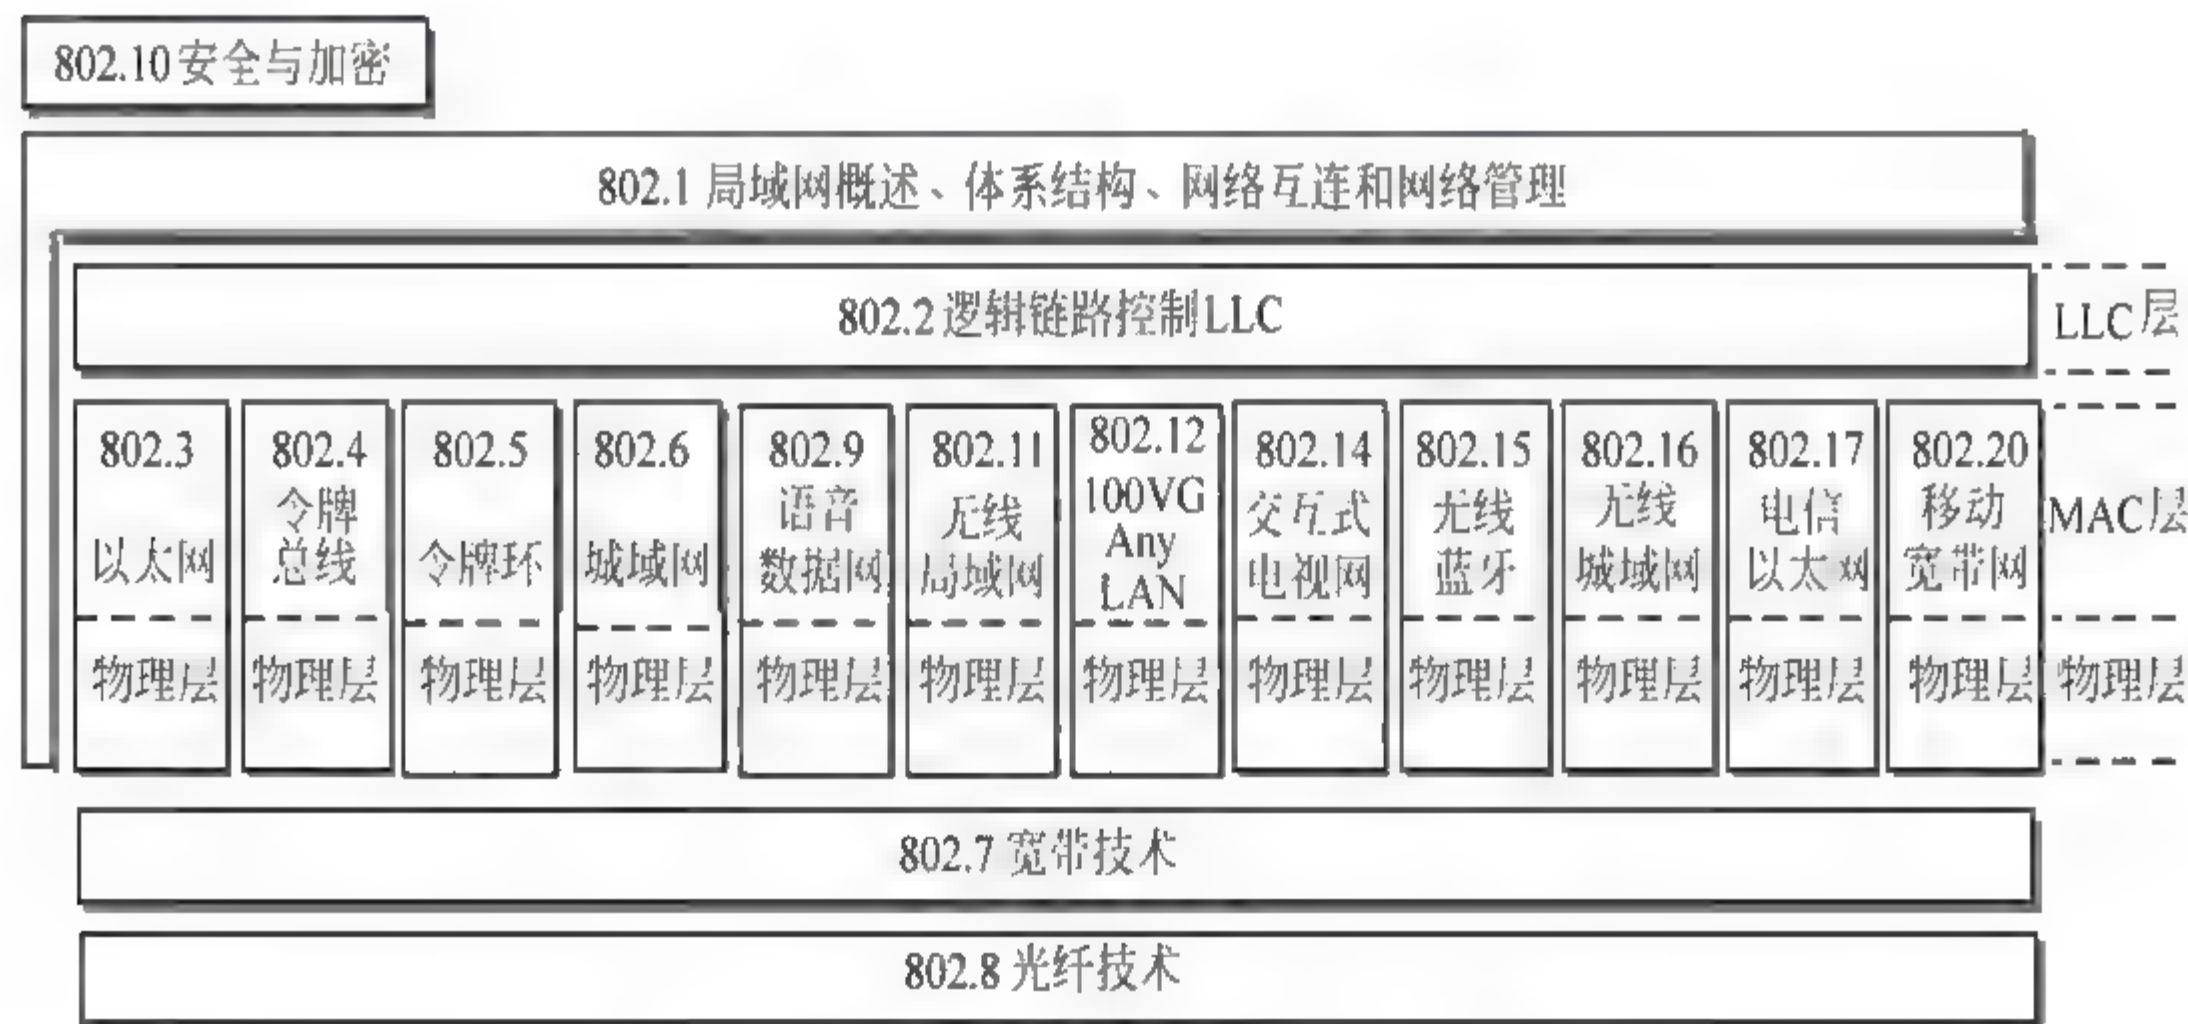 802.10安全与加密
802.1 局域网概述、体系结构、网络互连和网络管理
802.2逻辑链路控制LLC
LLC层
802.3
以太网
物理层
802.4
令牌
总线
物理层
802.5
令牌环
物理层
802.6
城域网
物理层
802.9
语音
数据网
物理层
802.11
无线
局域网
物理层
802.12
100VG
Any
LAN
物理层
802.14
交互式
电视网
物理层
802.15
无线
蓝牙
物理层
802.16
无线
城域网
物理层
802.17
电信
以太网
物理层
802.20
移动
宽带网
物理层
MAC层
物理层
802.7 宽带技术
802.8 光纤技术